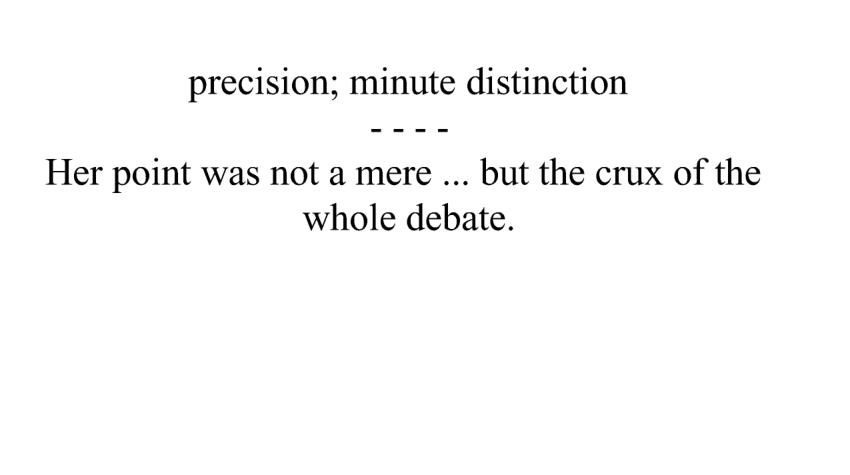 precision; minute distinction
- - - -
Her point was not a mere ... but the crux of the
whole debate.